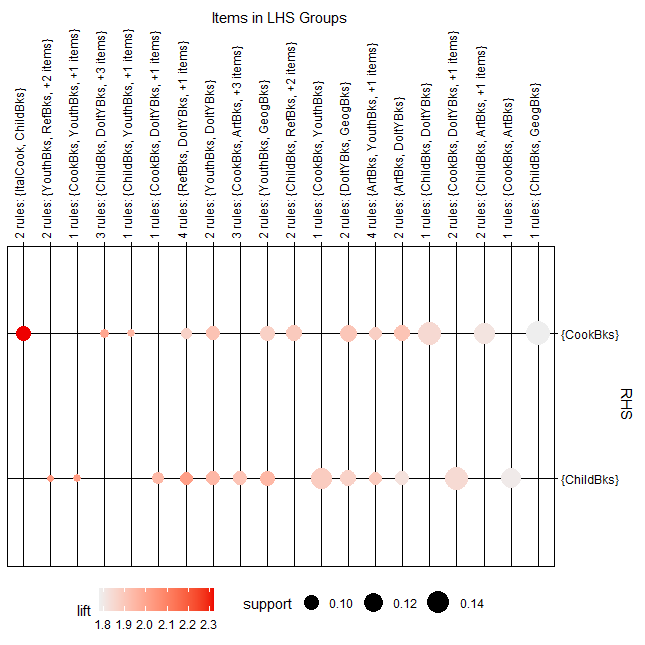 Items in LHS Groups
2 rules: {ItalCook, ChildBks}
2 rules: {YouthBks, RefBks, +2 items}
1 rules: {CookBks, YouthBks, +1 items}
3 rules: {ChildBks, DoItYBks, +3 items}
1 rules: {ChildBks, YouthBks, +1 items}
1 rules: {CookBks, DoItYBks, +1 items}
4 rules: {RefBks, DoItYBks, +1 items}
2 rules: {YouthBks, DoItYBks}
3 rules: {CookBks, ArtBks, +3 items}
2 rules: {YouthBks, GeogBks}
2 rules: {ChildBks, RefBks, +2 items}
1 rules: {CookBks, YouthBks}
2 rules: {DoItYBks, GeogBks}
4 rules: {ArtBks, YouthBks, +1 items}
2 rules: {ArtBks, DoItYBks}
1 rules: {ChildBks, DoItYBks}
2 rules: {CookBks, DoItYBks, +1 items}
2 rules: {ChildBks, ArtBks, +1 items}
1 rules: {CookBks, ArtBks}
1 rules: {ChildBks, GeogBks}
{CookBks}
RHS
{ChildBks}
lift
1.8 1.9 2.0 2.1 2.2 2.3
support 0.10 0.12 0.14